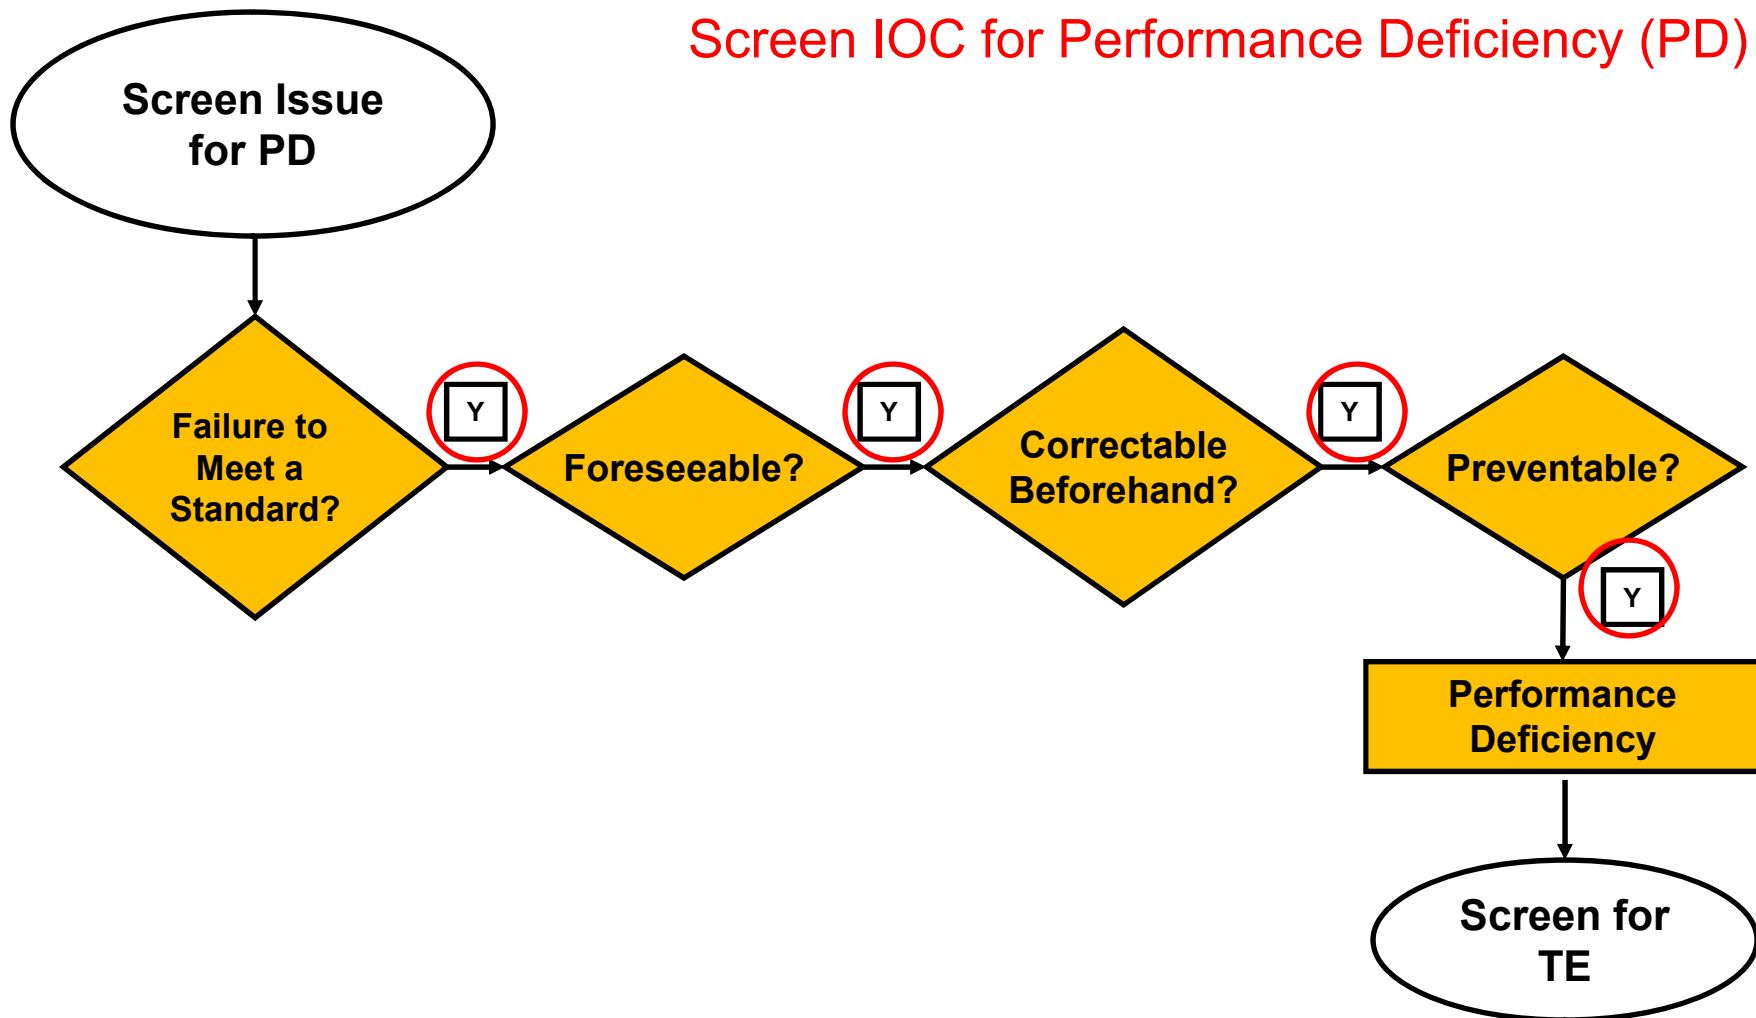 Screen IOC for Performance Deficiency (PD)
Screen Issue
for PD
Failure to
Meet a
Standard?
Y
Foreseeable?
Y
Correctable
Beforehand?
Y
Preventable?
Y
Performance
Deficiency
Screen for
TE